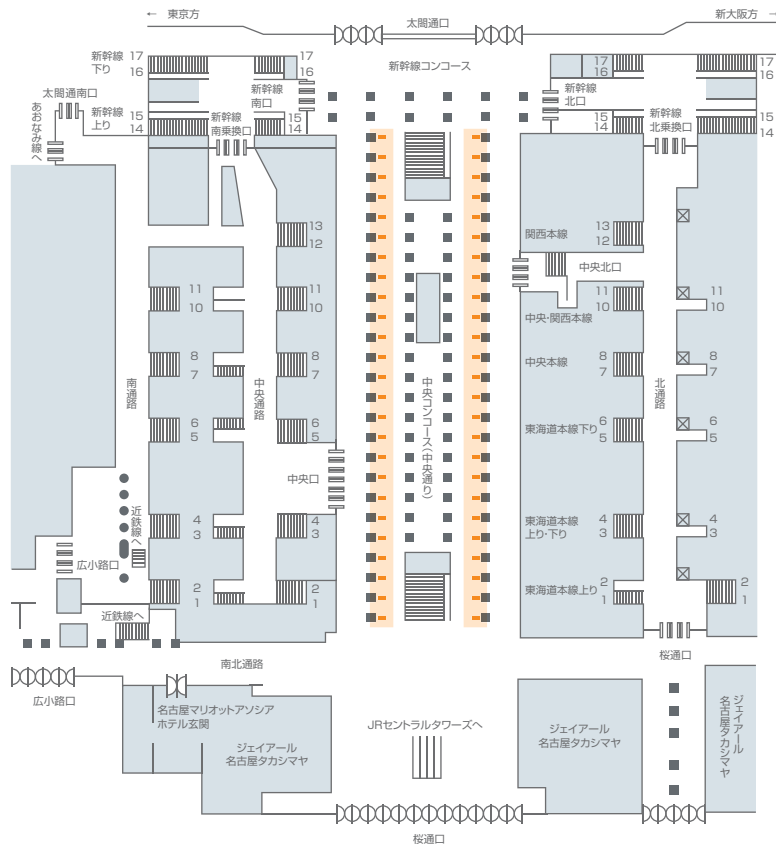 ← 東京方
太閤通口
新大阪方 →
新幹線
下り
17
16
17
16
新幹線コンコース
17
16
17
16
太閤通南口
新幹線
南口
新幹線
北口
あおなみ線へ
新幹線
上り
15
14
新幹線
南乗換口
15
14
15
14
新幹線
北乗換口
15
14
13
12
関西本線
13
12
中央北口
11
10
11
10
中央・関西本線
11
10
11
10
8
7
8
7
中央本線
8
7
8
7
南通路
中央通路
中央コンコース(中央通り)
北通路
6
5
6
5
東海道本線下り
6
5
6
5
中央口
近鉄線へ
4
3
4
3
東海道本線
上り・下り
4
3
4
3
広小路口
2
1
2
1
東海道本線上り
2
1
2
1
近鉄線へ
南北通路
桜通口
広小路口
名古屋マリオットアソシア
ホテル玄関
ジェイアール
名古屋タカシマヤ
JRセントラルタワーズへ
ジェイアール
名古屋タカシマヤ
ジェイアール
名古屋タカシマヤ
桜通口